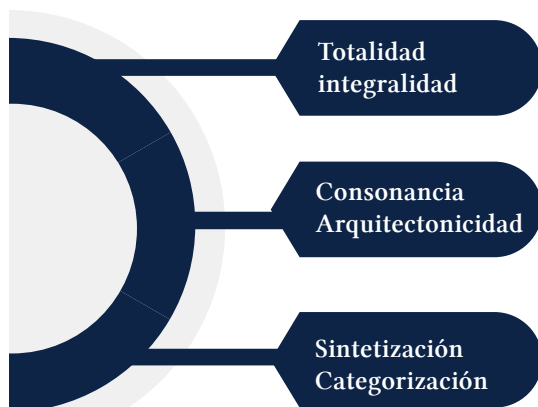 Totalidad
integralidad
Consonancia
Arquitectonicidad
Sintetización
Categorización